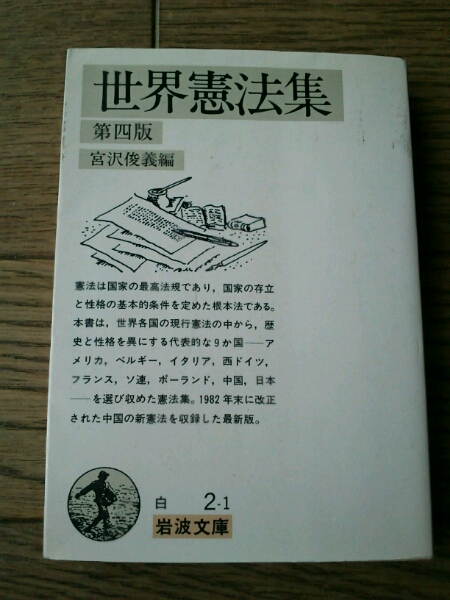 世界憲法集
第四版
宮沢俊義編
憲法は国家の最高法規であり，国家の存立
と性格の基本的条件を定めた根本法である。
本書は，世界各国の現行憲法の中から，歴
史と性格を異にする代表的な9か国――ア
メリカ，ベルギー，イタリア，西ドイツ，
フランス，ソ連，ポーランド，中国，日本
――を選び収めた憲法集。1982年末に改正
された中国の新憲法を収録した最新版。
白 2-1
岩波文庫